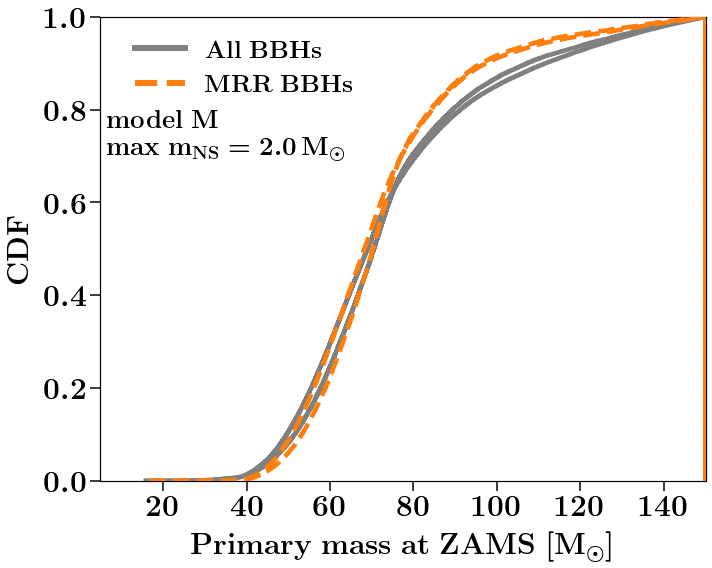 1.0
0.8
0.6
0.4
0.2
0.0
CDF
All BBHs
MRR BBHs
model M
max m_NS = 2.0 M_⊙
20 40 60 80 100 120 140
Primary mass at ZAMS [M_⊙]